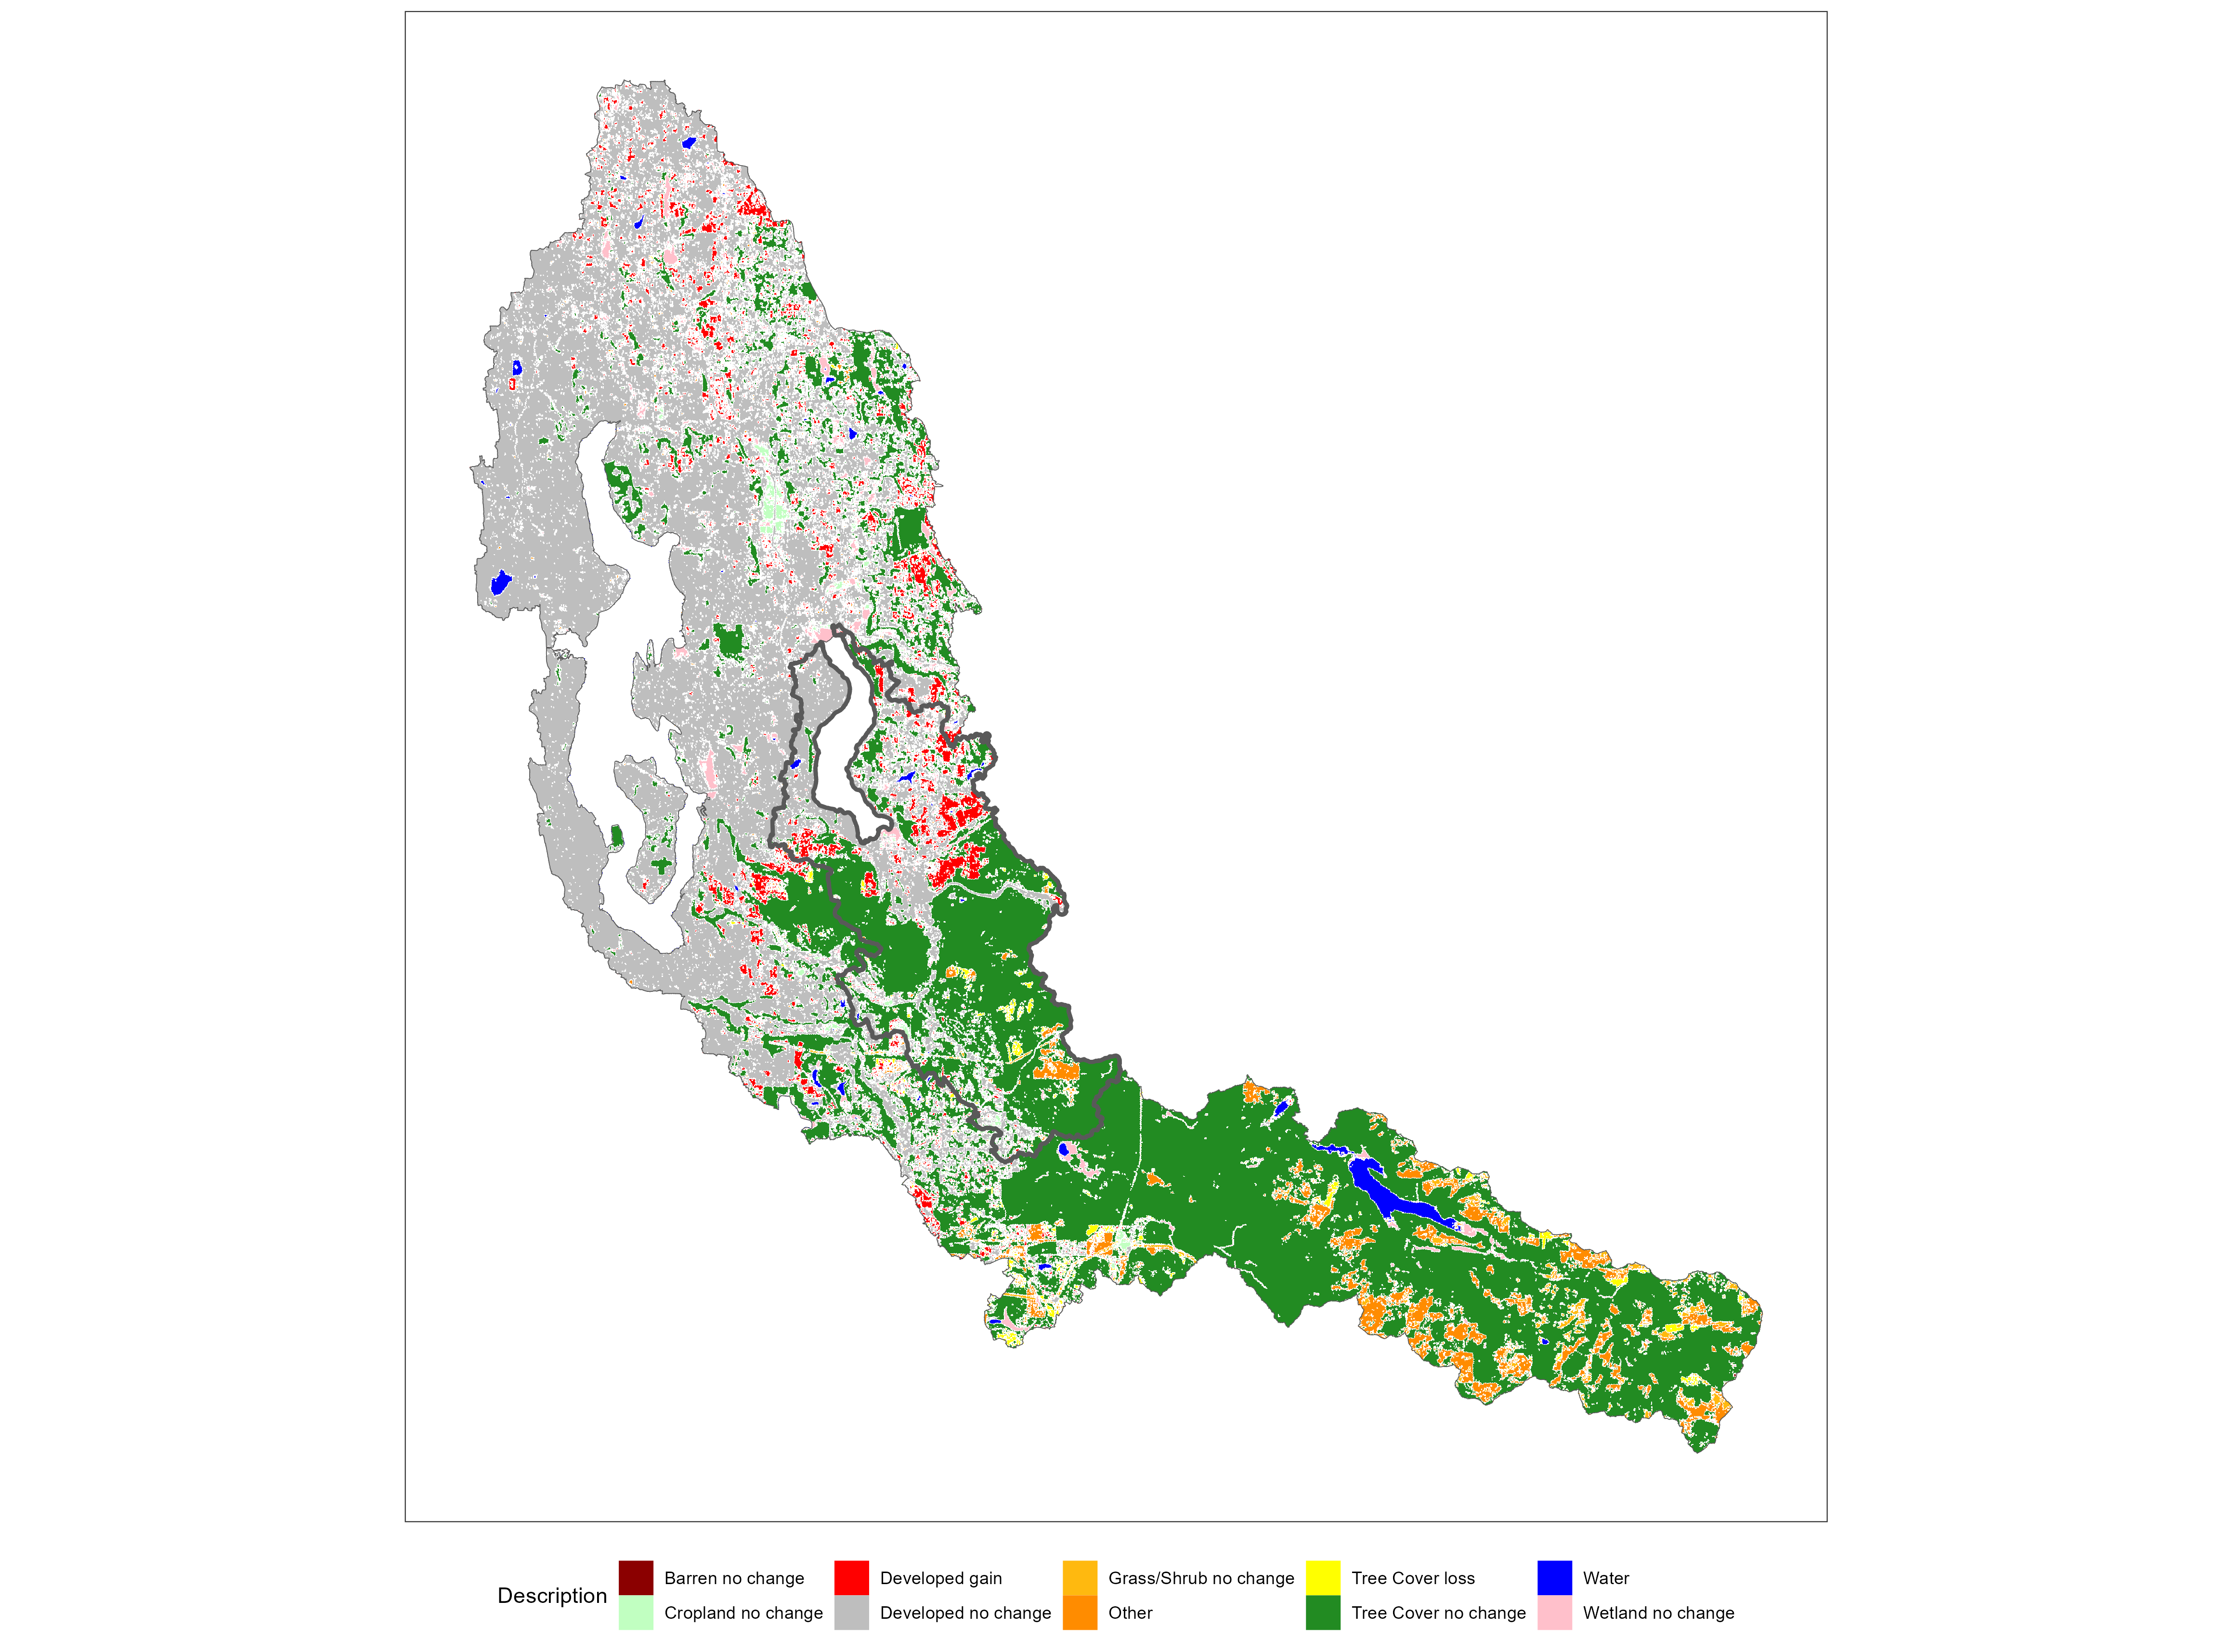 Description
Barren no change
Developed gain
Grass/Shrub no change
Tree Cover loss
Water
Cropland no change
Developed no change
Other
Tree Cover no change
Wetland no change